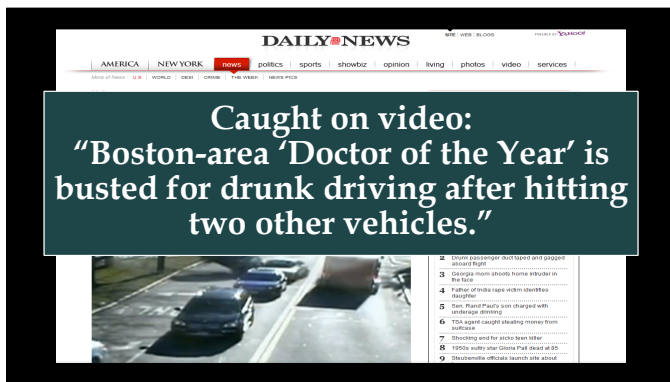 DAILY NEWS
SITE | WEB | BLOGS
POWERED BY YAHOO!
AMERICA NEW YORK news politics sports showbiz opinion living photos video services
More of News U.S WORLD DESI CRIME THE WEEK NEWS PICS
Caught on video:
“Boston-area ‘Doctor of the Year’ is
busted for drunk driving after hitting
two other vehicles.”
2 Drunk passenger duct taped and gagged
aboard flight
3 Georgia mom shoots home intruder in
the face
4 Father of India rape victim identifies
daughter
5 Sen. Rand Paul's son charged with
underage drinking
6 TSA agent caught stealing money from
suitcase
7 Shocking end for sicko teen killer
8 1950s sultry star Gloria Pall dead at 85
9 Steubenville officials launch site about